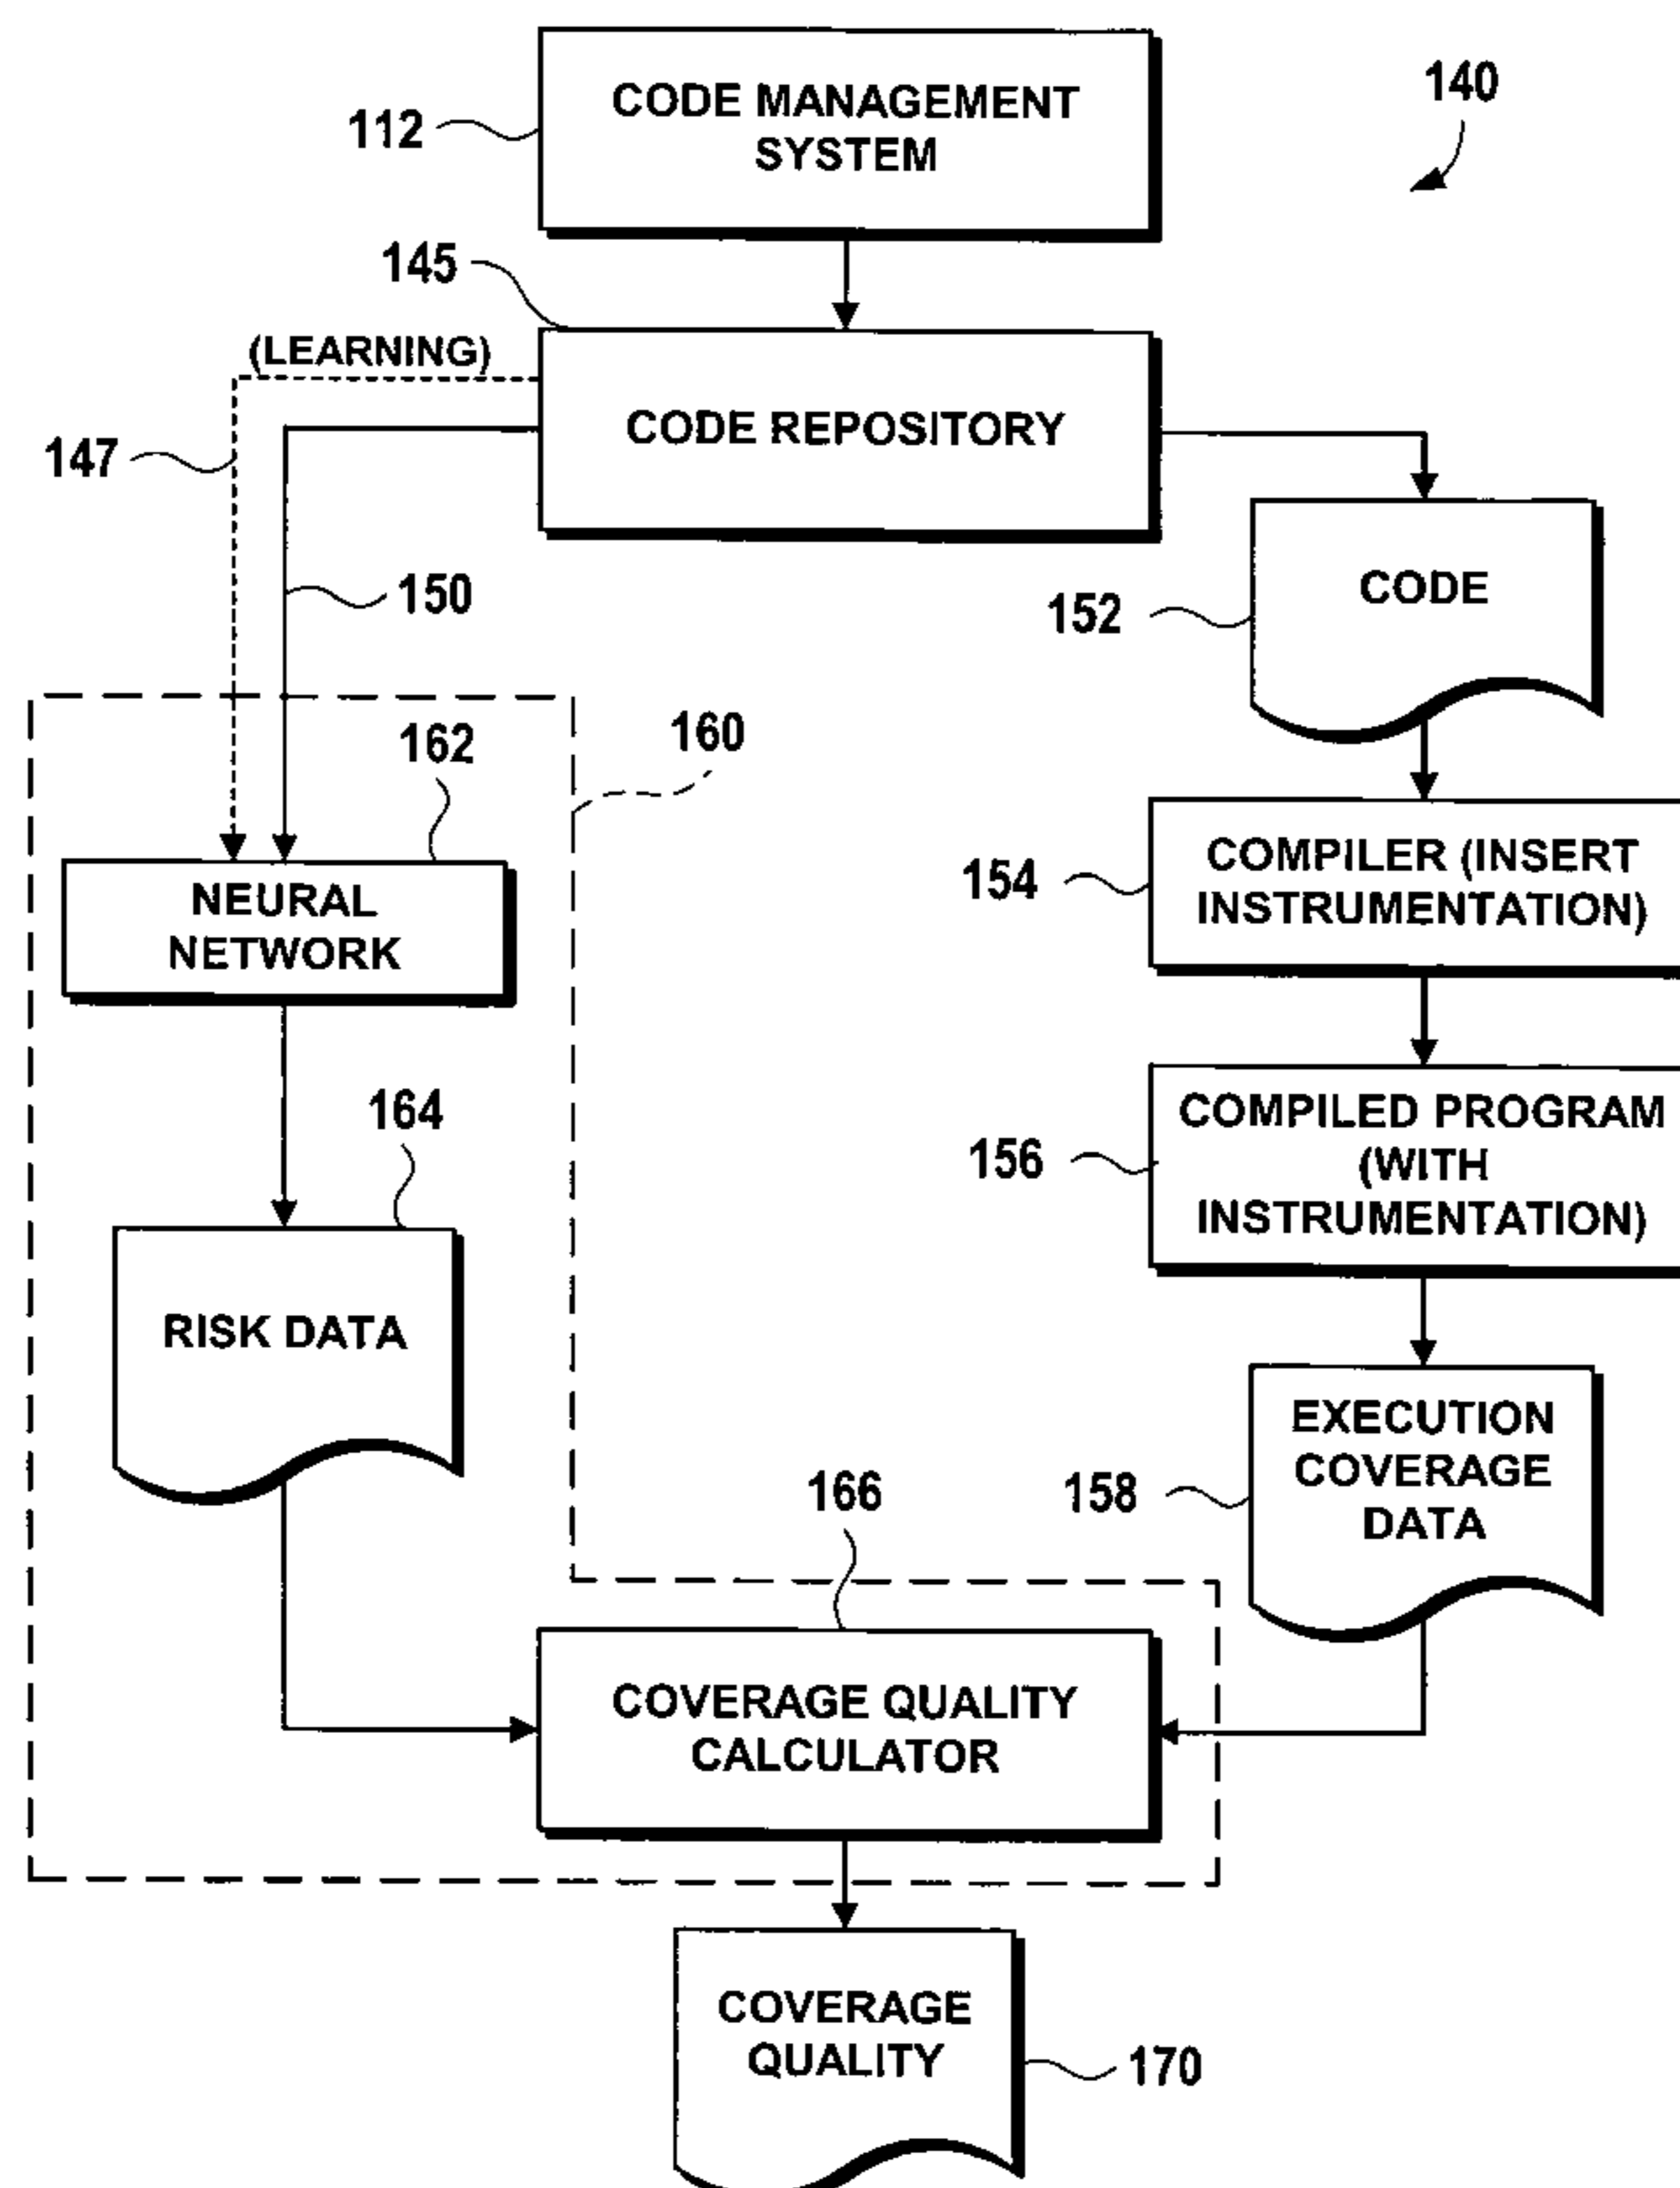 CODE MANAGEMENT
SYSTEM
112
140
145
(LEARNING)
CODE REPOSITORY
147
150
152
CODE
160
162
NEURAL
NETWORK
154
COMPILER (INSERT
INSTRUMENTATION)
156
COMPILED PROGRAM
(WITH
INSTRUMENTATION)
164
RISK DATA
158
EXECUTION
COVERAGE
DATA
166
COVERAGE QUALITY
CALCULATOR
COVERAGE
QUALITY
170